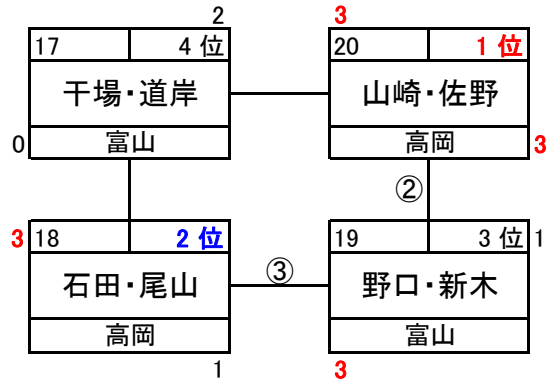 2 3
17 4 位 20 1 位
干場・道岸 山崎・佐野
0 富山 高岡 3
②
3 18 2 位 19 3 位 1
石田・尾山 ③ 野口・新木
高岡 富山
1 3